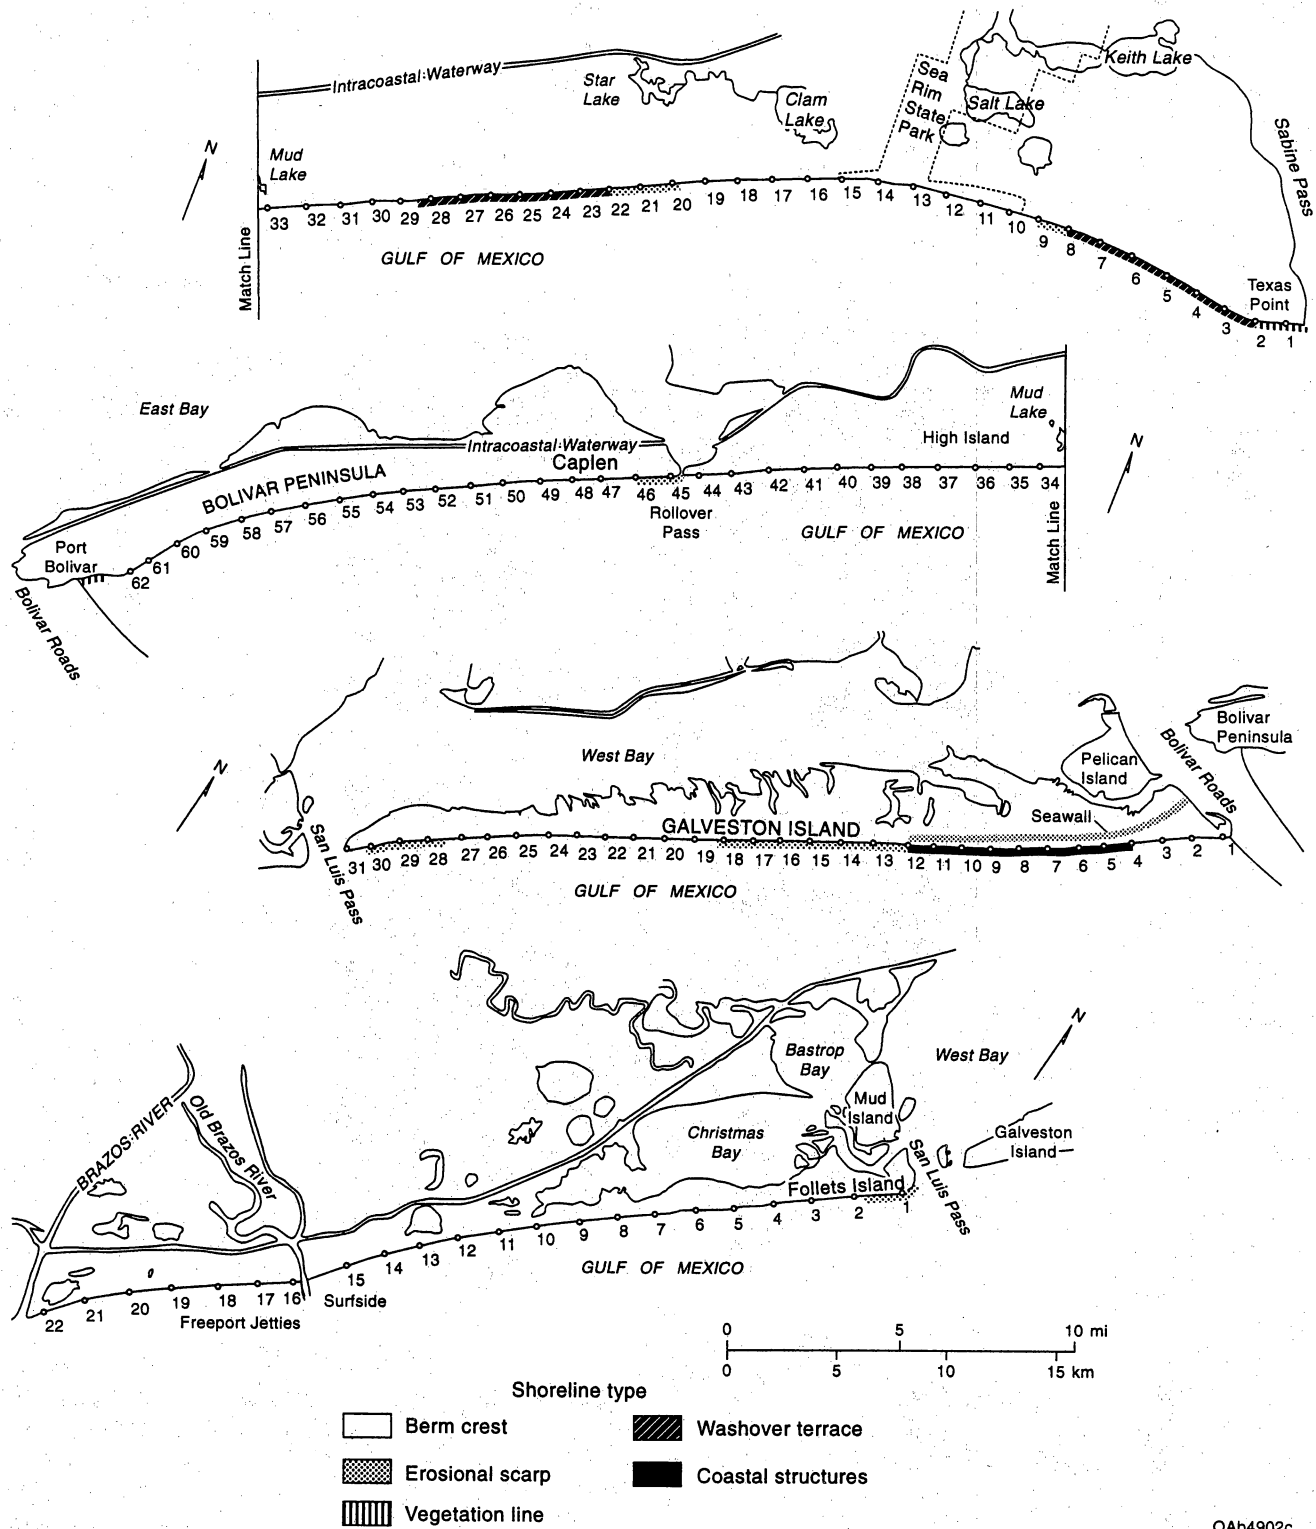 Intracoastal Waterway
Star
Lake
Clam
Lake
Sea
Rim
State
Park
Salt Lake
Keith Lake
Sabine Pass
N
Mud
Lake
33 32 31 30 29 28 27 26 25 24 23 22 21 20 19 18 17 16 15 14 13 12 11 10 9 8 7 6 5 4 3 2 1
Texas
Point
Match Line
GULF OF MEXICO
East Bay
Intracoastal Waterway
Caplen
BOLIVAR PENINSULA
High Island
Mud
Lake
N
62 61 60 59 58 57 56 55 54 53 52 51 50 49 48 47 46 45 44 43 42 41 40 39 38 37 36 35 34
Rollover
Pass
GULF OF MEXICO
Match Line
Port
Bolivar
Bolivar Roads
N
West Bay
Pelican
Island
Bolivar Roads
Bolivar
Peninsula
Seawall
GALVESTON ISLAND
San Luis Pass
31 30 29 28 27 26 25 24 23 22 21 20 19 18 17 16 15 14 13 12 11 10 9 8 7 6 5 4 3 2 1
GULF OF MEXICO
N
Bastrop
Bay
West Bay
Mud
Island
BRAZOS RIVER
Old Brazos River
Christmas
Bay
Galveston
Island
San Luis Pass
Follets Island
22 21 20 19 18 17 16 15 14 13 12 11 10 9 8 7 6 5 4 3 2 1
GULF OF MEXICO
Surfside
Freeport Jetties
0 5 10 mi
0 5 10 15 km
Shoreline type
Berm crest
Washover terrace
Erosional scarp
Coastal structures
Vegetation line
QAb4902c